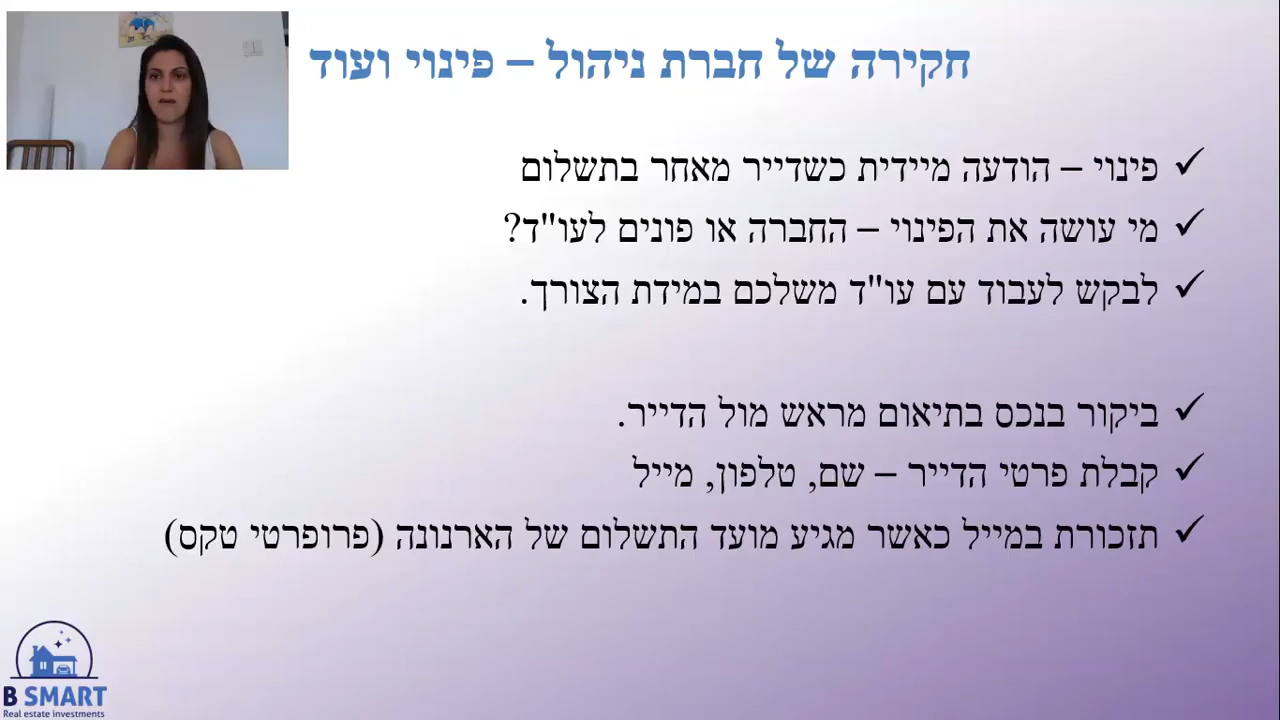 חקירה של חברת ניהול – פינוי ועוד
✓ פינוי – הודעה מיידית כשדייר מאחר בתשלום
✓ מי עושה את הפינוי – החברה או פונים לעו"ד?
✓ לבקש לעבוד עם עו"ד משלכם במידת הצורך.
✓ ביקור בנכס בתיאום מראש מול הדייר.
✓ קבלת פרטי הדייר – שם, טלפון, מייל
✓ תזכורת במייל כאשר מגיע מועד התשלום של הארנונה (פרופרטי טקס)
B SMART
Real estate investments